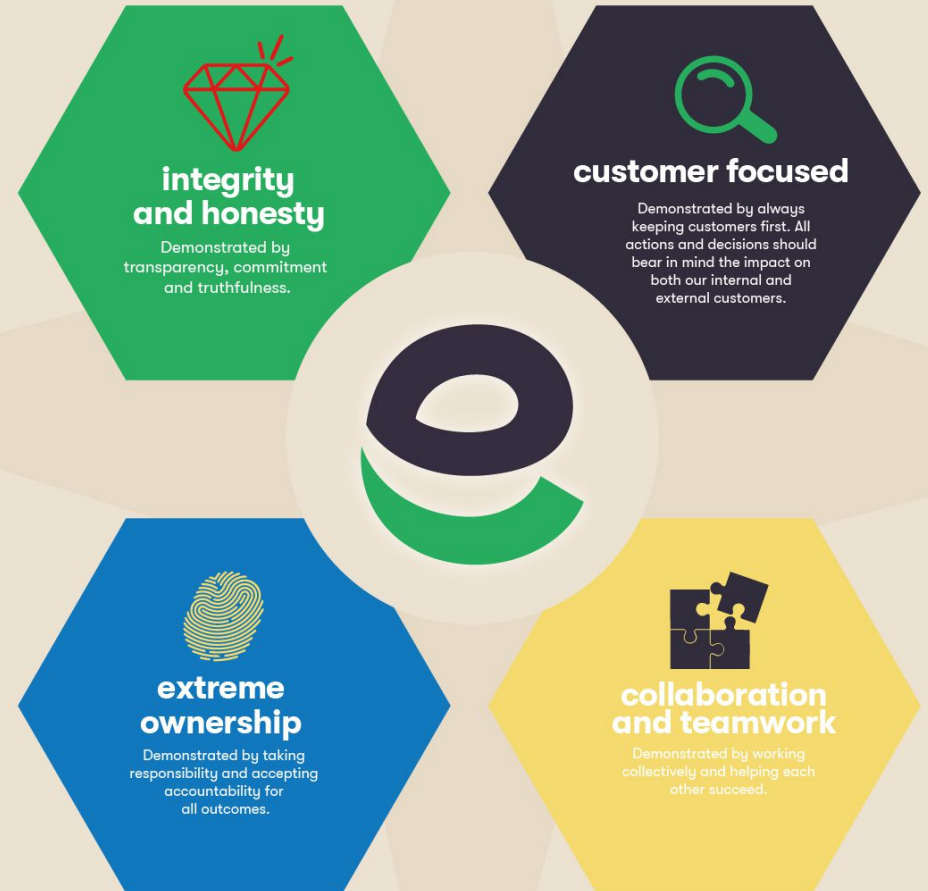 integrity
and honesty
Demonstrated by
transparency, commitment
and truthfulness.
customer focused
Demonstrated by always
keeping customers first. All
actions and decisions should
bear in mind the impact on
both our internal and
external customers.
e
extreme
ownership
Demonstrated by taking
responsibility and accepting
accountability for
all outcomes.
collaboration
and teamwork
Demonstrated by working
collectively and helping each
other succeed.